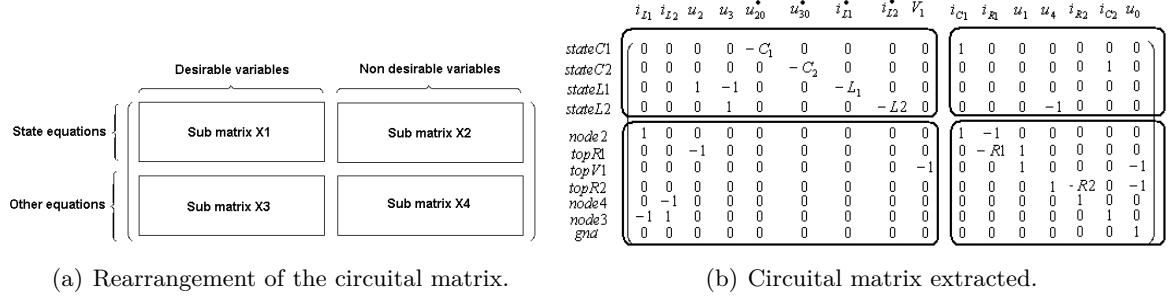 Desirable variables Non desirable variables
State equations Sub matrix X1 Sub matrix X2
Other equations Sub matrix X3 Sub matrix X4
(a) Rearrangement of the circuital matrix.
i_{L1} i_{L2} u_2 u_3 u^•_{20} u^•_{30} i^•_{L1} i^•_{L2} V_1 i_{C1} i_{R1} u_1 u_4 i_{R2} i_{C2} u_0
stateC1 0 0 0 0 -C_1 0 0 0 0 1 0 0 0 0 0 0
stateC2 0 0 0 0 0 -C_2 0 0 0 0 0 0 0 0 1 0
stateL1 0 0 1 -1 0 0 -L_1 0 0 0 0 0 0 0 0 0
stateL2 0 0 0 1 0 0 0 -L2 0 0 0 0 -1 0 0 0
node2 1 0 0 0 0 0 0 0 0 1 -1 0 0 0 0 0
topR1 0 0 -1 0 0 0 0 0 0 0 -R1 1 0 0 0 0
topV1 0 0 0 0 0 0 0 0 -1 0 0 1 0 0 0 -1
topR2 0 0 0 0 0 0 0 0 0 0 0 0 1 -R2 0 -1
node4 0 -1 0 0 0 0 0 0 0 0 0 0 0 1 0 0
node3 -1 1 0 0 0 0 0 0 0 0 0 0 0 0 1 0
gnd 0 0 0 0 0 0 0 0 0 0 0 0 0 0 0 1
(b) Circuital matrix extracted.